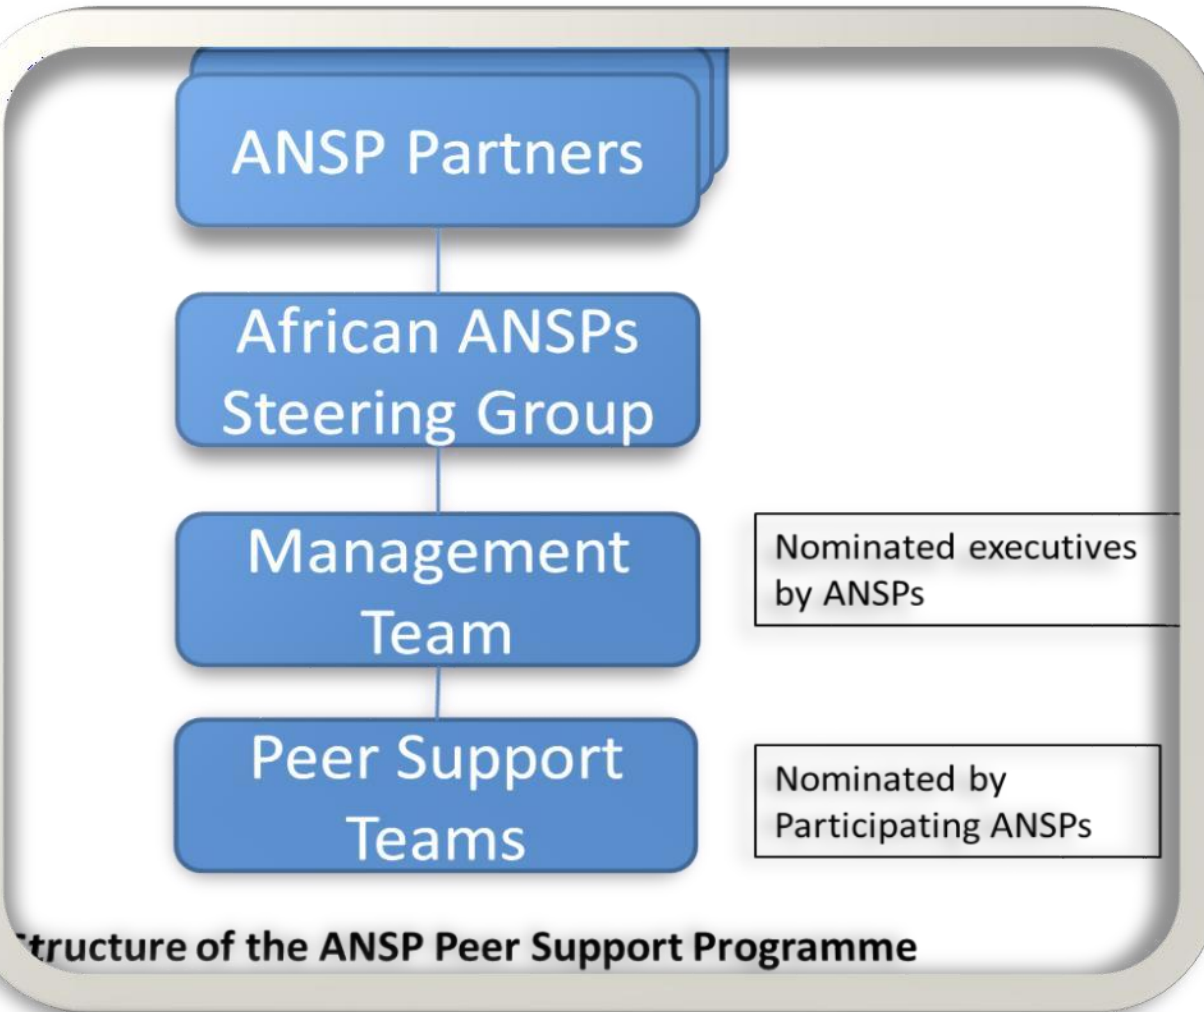 ANSP Partners
African ANSPs
Steering Group
Management
Team
Nominated executives
by ANSPs
Peer Support
Teams
Nominated by
Participating ANSPs
Structure of the ANSP Peer Support Programme